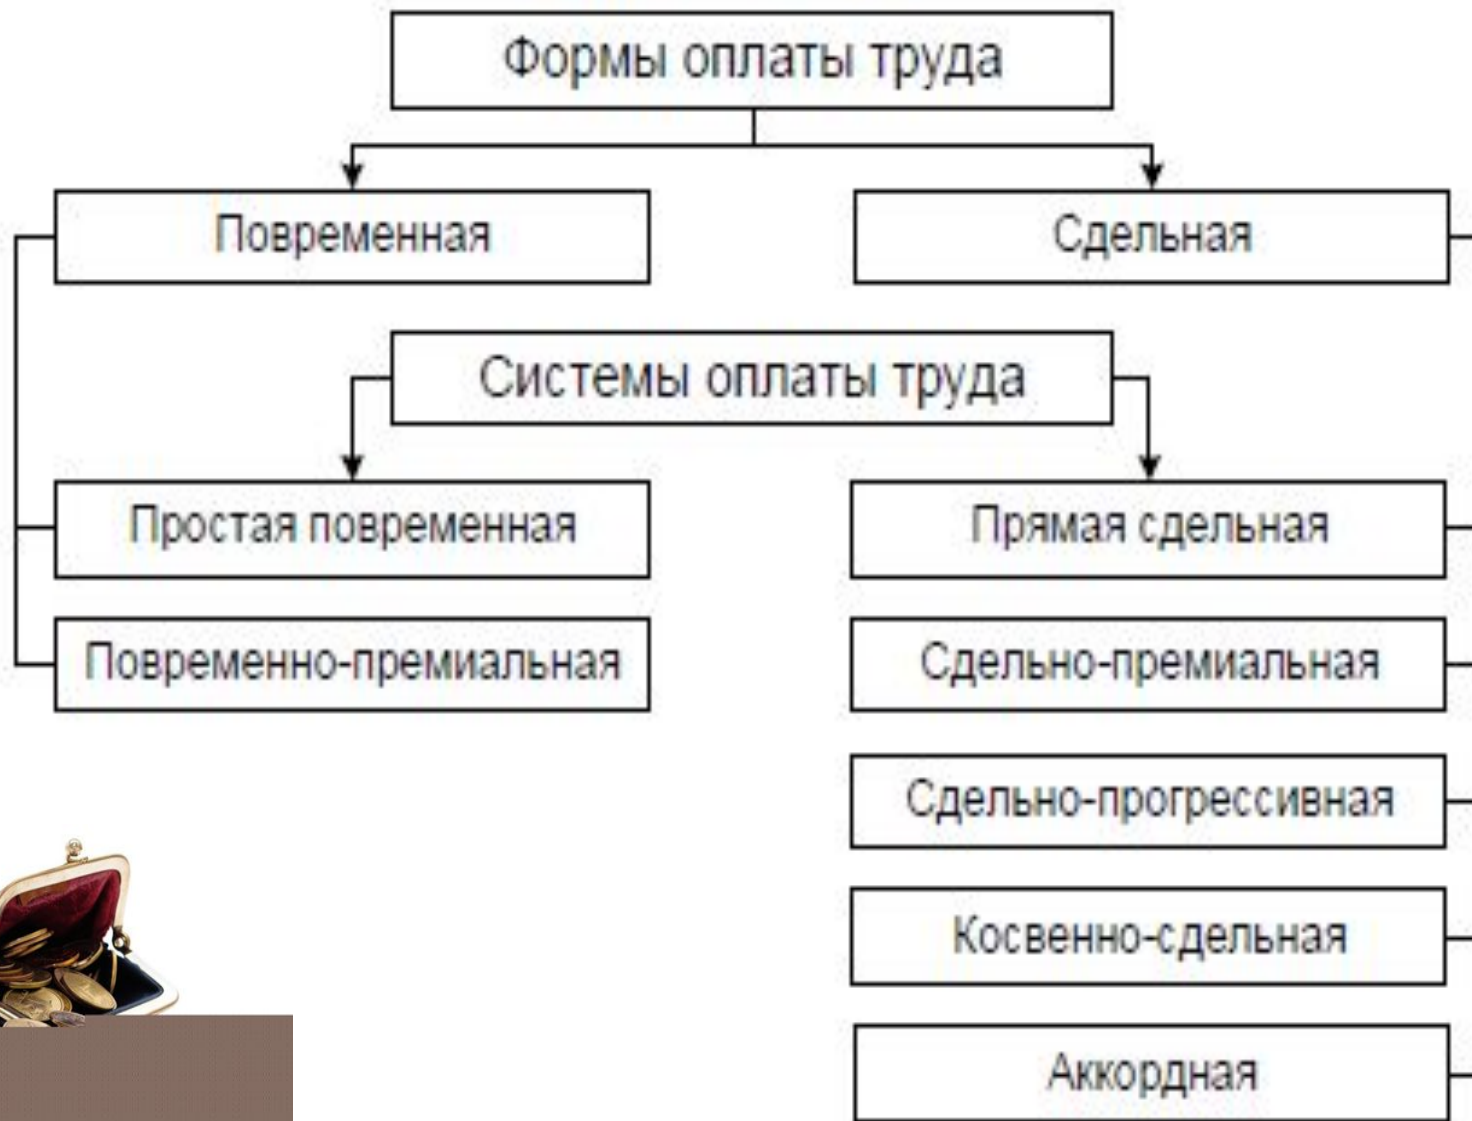 Формы оплаты труда
Повременная
Сдельная
Системы оплаты труда
Простая повременная
Прямая сдельная
Повременно-премиальная
Сдельно-премиальная
Сдельно-прогрессивная
Косвенно-сдельная
Аккордная